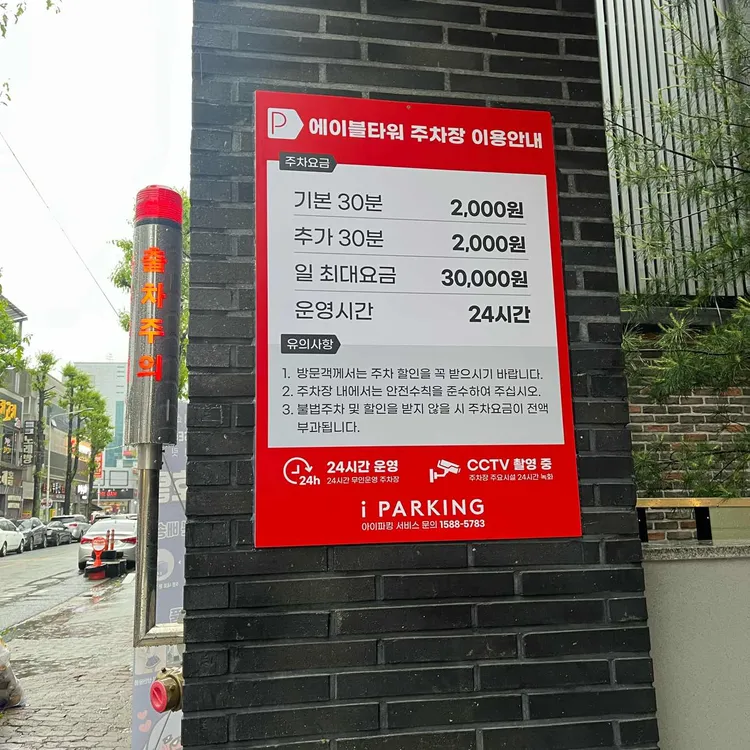 P 에이블타워 주차장 이용안내
주차요금
기본 30분 2,000원
추가 30분 2,000원
일 최대요금 30,000원
운영시간 24시간
유의사항
1. 방문객께서는 주차 할인을 꼭 받으시기 바랍니다.
2. 주차장 내에서는 안전수칙을 준수하여 주십시오.
3. 불법주차 및 할인을 받지 않을 시 주차요금이 전액
부과됩니다.
24h 24시간 운영
24시간 무인운영 주차장
CCTV 촬영 중
주차장 주요시설 24시간 녹화
i PARKING
아이파킹 서비스 문의 1588-5783
출차주의